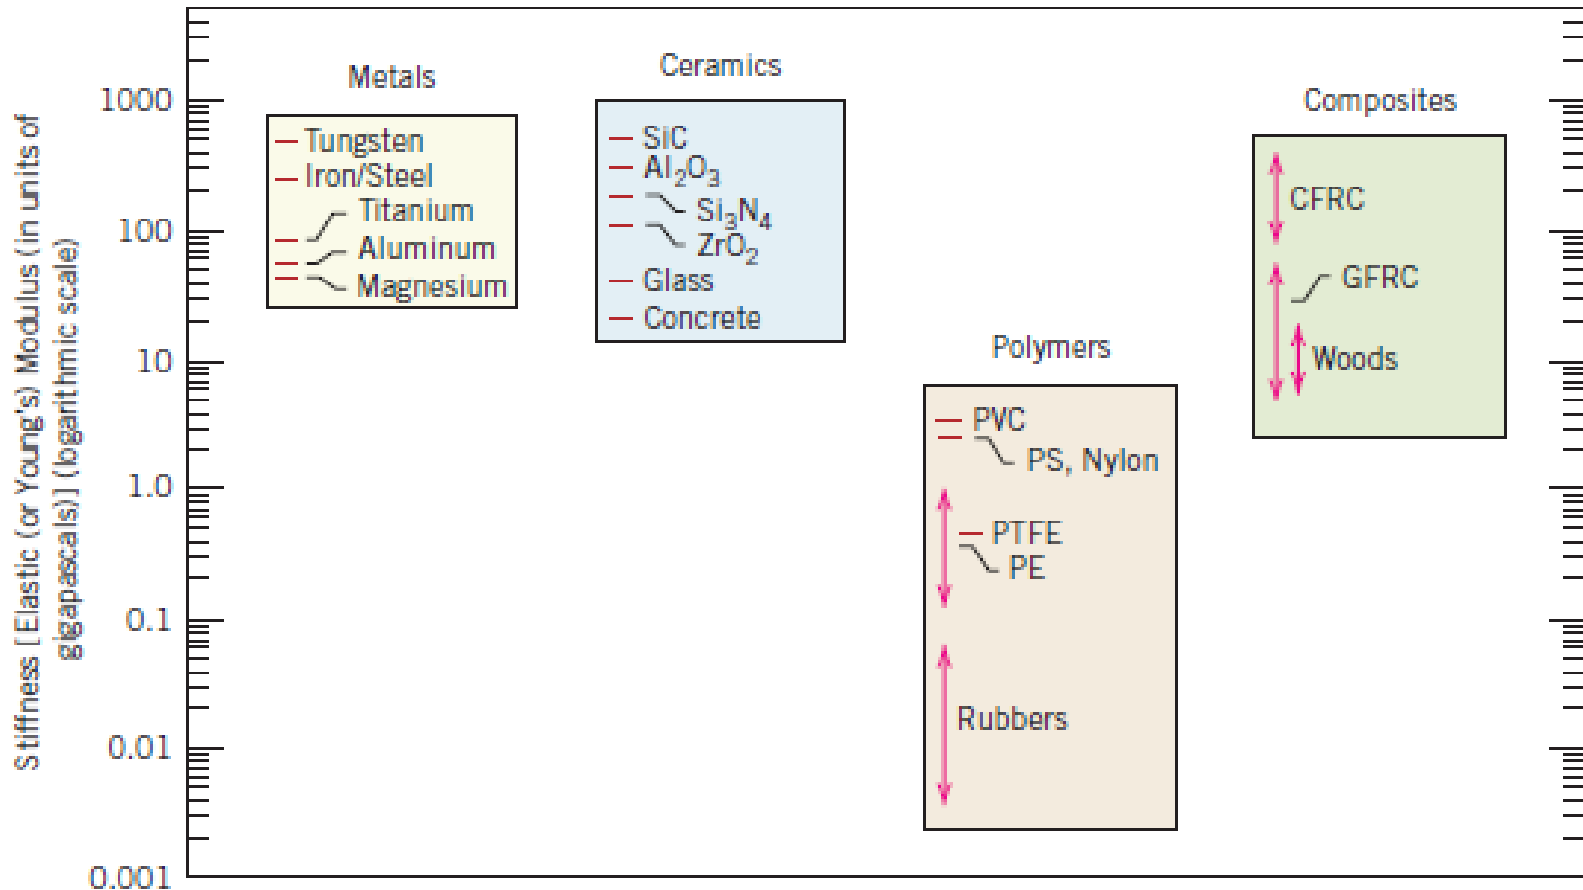 Stiffness [Elastic (or Young's) Modulus (in units of
gigapascals)] (logarithmic scale)
1000
100
10
1.0
0.1
0.01
0.001
Metals
Tungsten
Iron/Steel
Titanium
Aluminum
Magnesium
Ceramics
SiC
Al₂O₃
Si₃N₄
ZrO₂
Glass
Concrete
Polymers
PVC
PS, Nylon
PTFE
PE
Rubbers
Composites
CFRC
GFRC
Woods